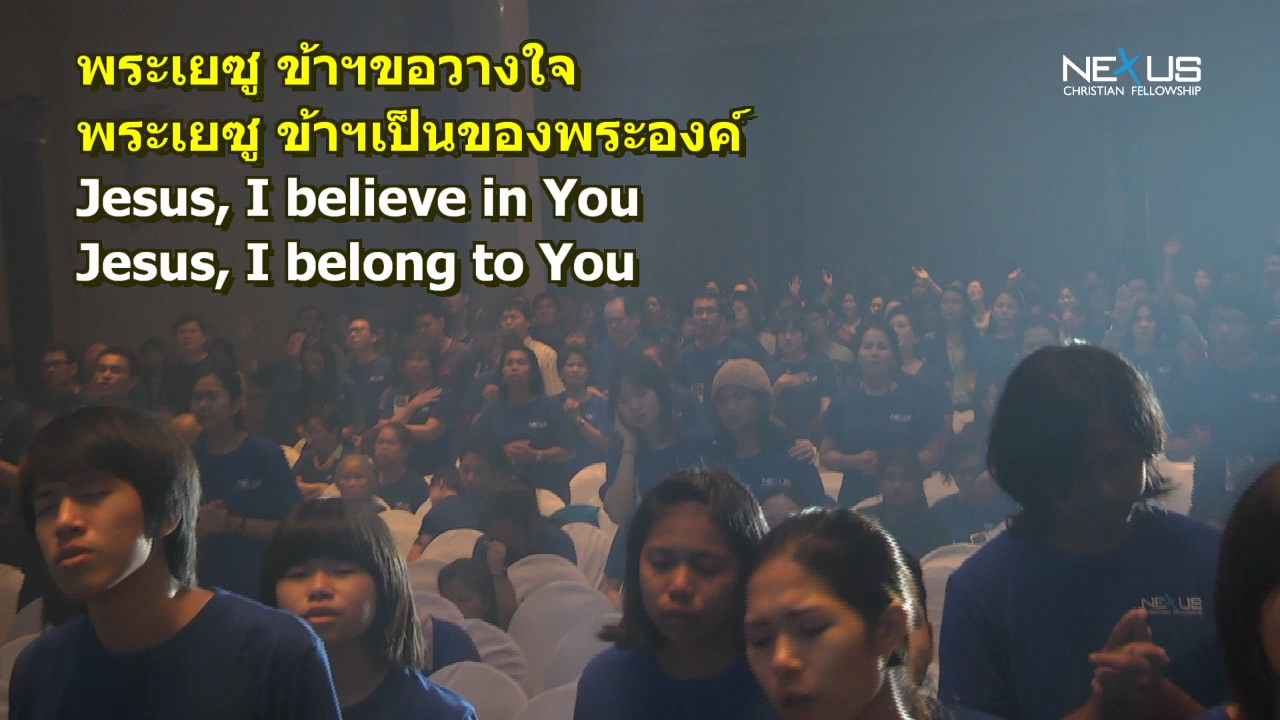 พระเยซู ข้าฯขอวางใจ
พระเยซู ข้าฯเป็นของพระองค์
Jesus, I believe in You
Jesus, I belong to You
NEXUS
CHRISTIAN FELLOWSHIP
NEXUS
NEXUS